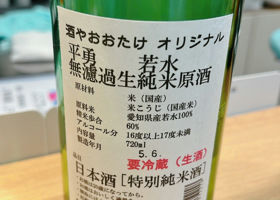 酒やおおたけ オリジナル
平勇 若水
無濾過生純米原酒
原材料 米（国産）
米こうじ（国産米）
原料米 愛知県産若水100%
精米歩合 60%
アルコール分 16度以上17度未満
内容量 720ml
製造年月 5.6.
要冷蔵（生酒）
日本酒［特別純米酒］